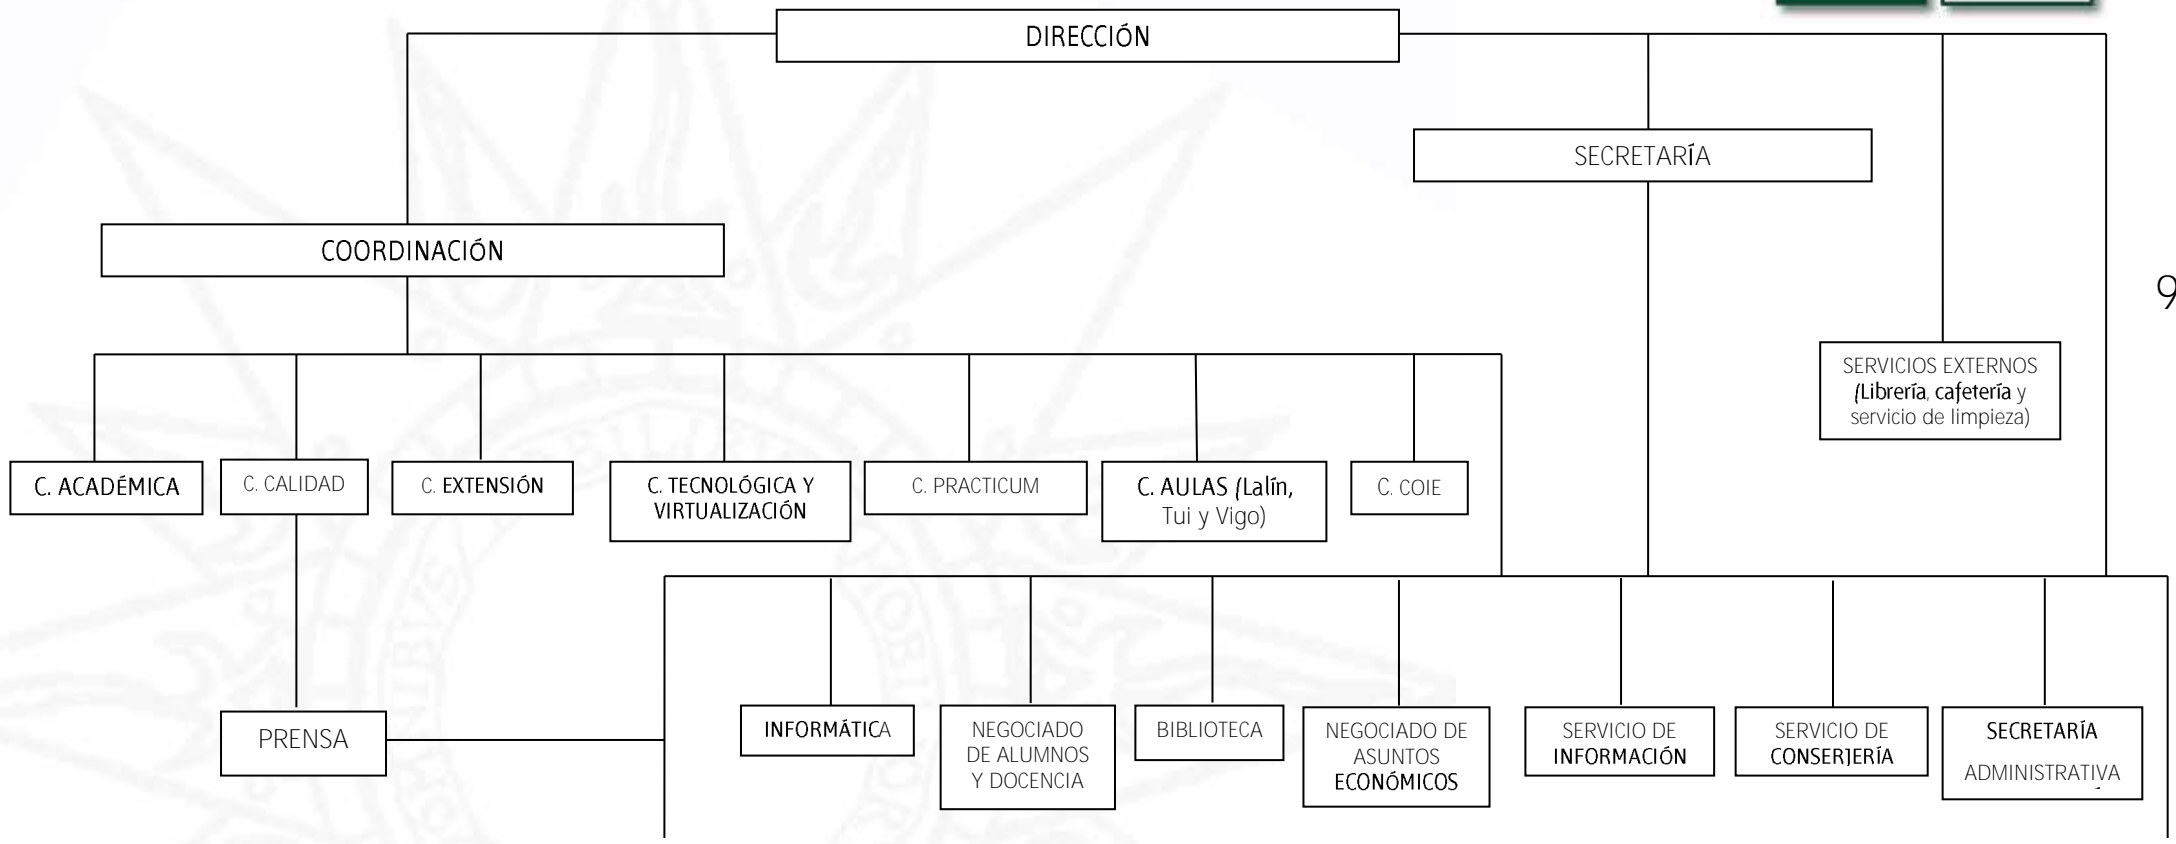 DIRECCIÓN
SECRETARÍA
COORDINACIÓN
9
SERVICIOS EXTERNOS
(Librería, cafetería y
servicio de limpieza)
C. ACADÉMICA
C. CALIDAD
C. EXTENSIÓN
C. TECNOLÓGICA Y
VIRTUALIZACIÓN
C. PRACTICUM
C. AULAS (Lalín,
Tui y Vigo)
C. COIE
PRENSA
INFORMÁTICA
NEGOCIADO
DE ALUMNOS
Y DOCENCIA
BIBLIOTECA
NEGOCIADO DE
ASUNTOS
ECONÓMICOS
SERVICIO DE
INFORMACIÓN
SERVICIO DE
CONSERJERÍA
SECRETARÍA
ADMINISTRATIVA